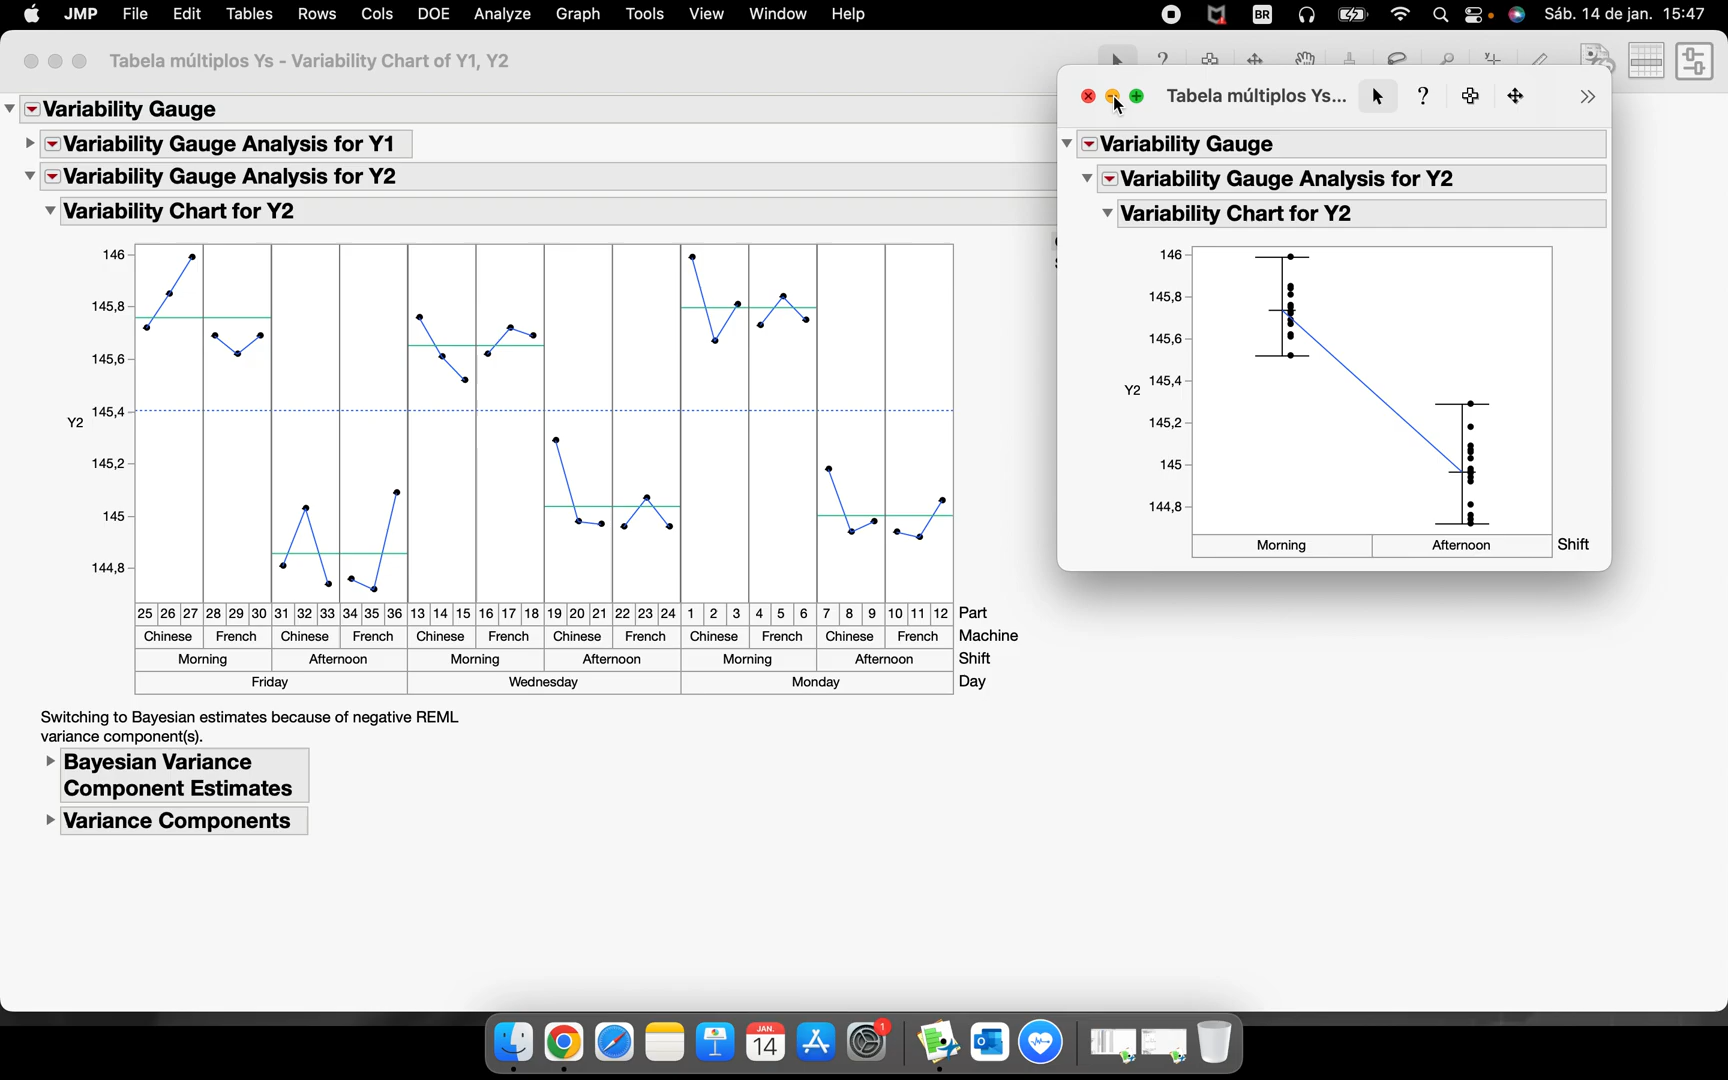 JMP File Edit Tables Rows Cols DOE Analyze Graph Tools View Window Help BR Sáb. 14 de jan. 15:47
Tabela múltiplos Ys - Variability Chart of Y1, Y2
Variability Gauge
Variability Gauge Analysis for Y1
Variability Gauge Analysis for Y2
Variability Chart for Y2
146
145,8
145,6
145,4
145,2
145
144,8
Y2
25 26 27 28 29 30 31 32 33 34 35 36 13 14 15 16 17 18 19 20 21 22 23 24 1 2 3 4 5 6 7 8 9 10 11 12 Part
Chinese French Chinese French Chinese French Chinese French Chinese French Chinese French Machine
Morning Afternoon Morning Afternoon Morning Afternoon Shift
Friday Wednesday Monday Day
Switching to Bayesian estimates because of negative REML
variance component(s).
Bayesian Variance
Component Estimates
Variance Components
Tabela múltiplos Ys... ?
Variability Gauge
Variability Gauge Analysis for Y2
Variability Chart for Y2
146
145,8
145,6
145,4
145,2
145
144,8
Y2
Morning Afternoon Shift
JAN.
14
1